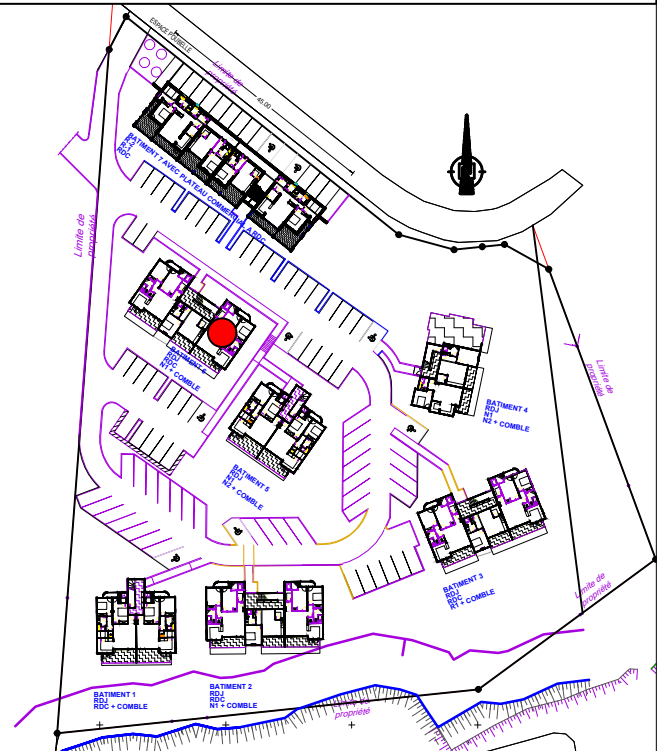 ESPACE POUBELLE
Limite de
propriété
45.00
BATIMENT 7 AVEC PLATEAU COMMERCIAL A RDC
R-2
R-1
RDC
Limite de
propriété
BATIMENT 6
RDJ
RDC
N1 + COMBLE
BATIMENT 4
RDJ
N1
N2 + COMBLE
Limite de
propriété
BATIMENT 5
RDJ
N1
N2 + COMBLE
BATIMENT 3
RDJ
RDC
R1 + COMBLE
Limite de
propriété
BATIMENT 1
RDJ
RDC + COMBLE
BATIMENT 2
RDJ
RDC
N1 + COMBLE
propriété